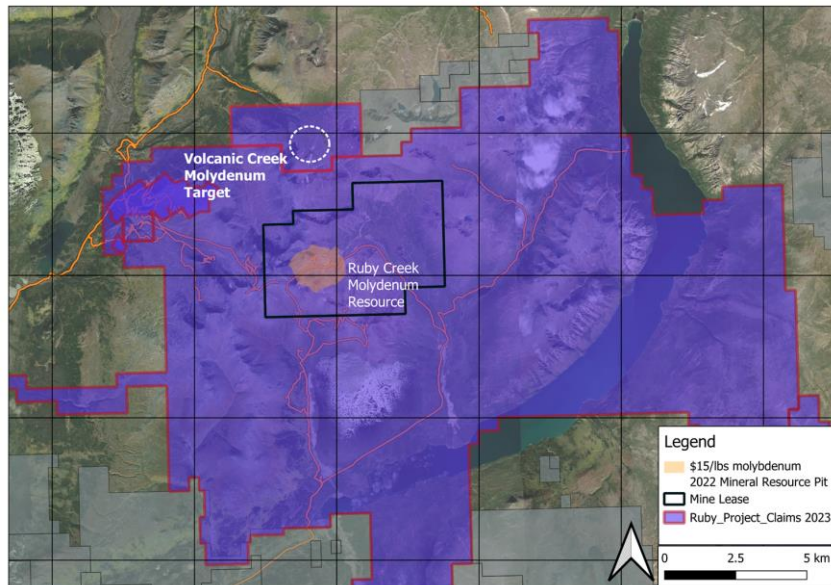 Volcanic Creek
Molydenum
Target
Ruby Creek
Molydenum
Resource
Legend
$15/lbs molybdenum
2022 Mineral Resource Pit
Mine Lease
Ruby_Project_Claims 2023
0 2.5 5 km